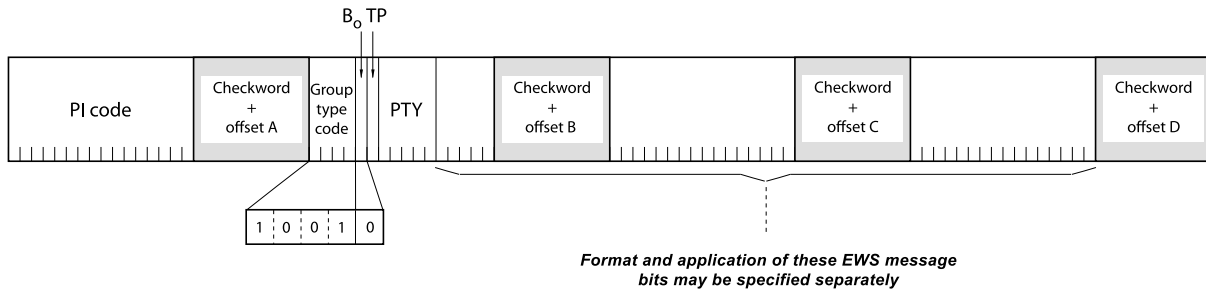 B₀ TP
PI code
Checkword
+
offset A
Group
type
code
PTY
Checkword
+
offset B
Checkword
+
offset C
Checkword
+
offset D
1 0 0 1 0
Format and application of these EWS message
bits may be specified separately